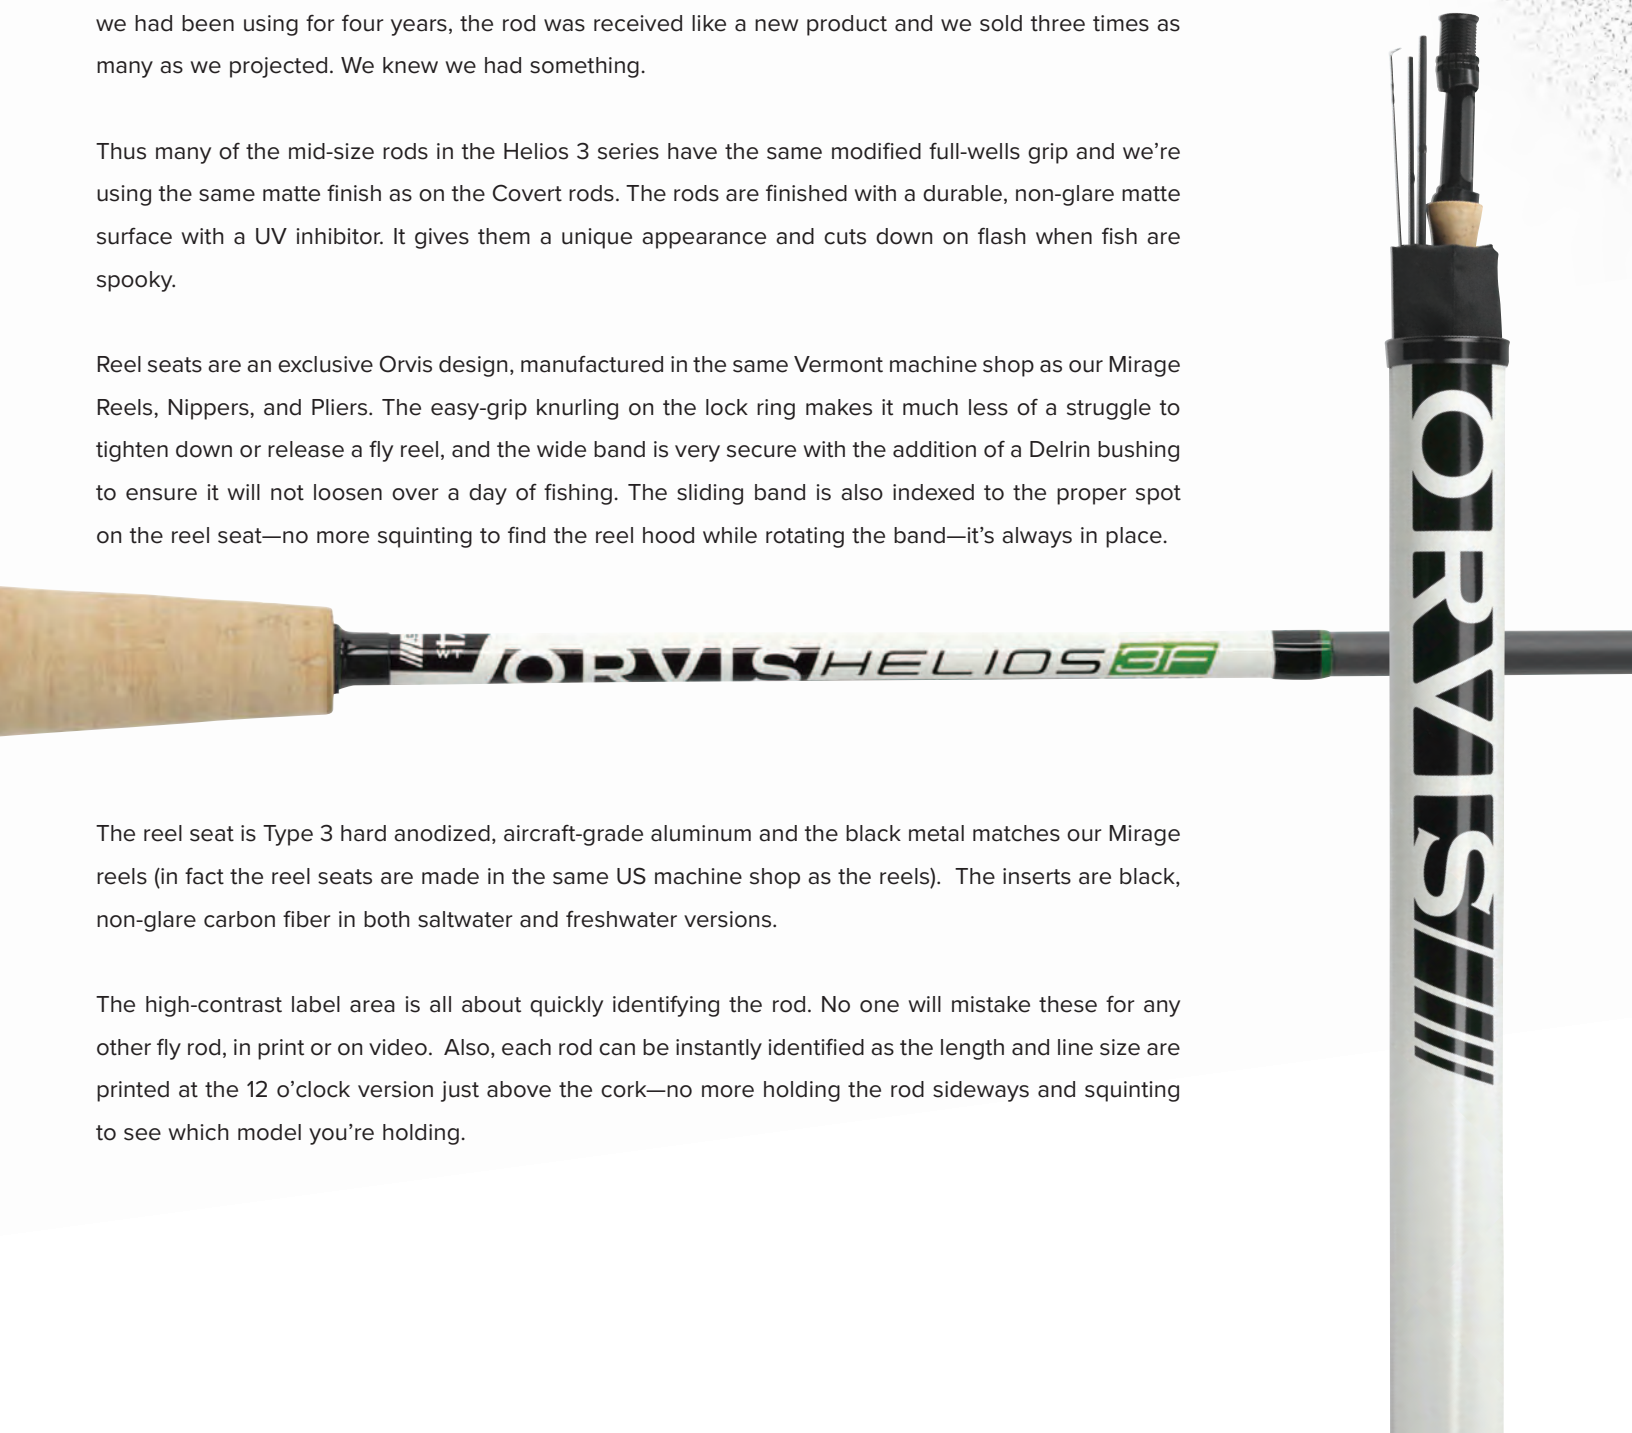 we had been using for four years, the rod was received like a new product and we sold three times as
many as we projected. We knew we had something.
Thus many of the mid-size rods in the Helios 3 series have the same modified full-wells grip and we’re
using the same matte finish as on the Covert rods. The rods are finished with a durable, non-glare matte
surface with a UV inhibitor. It gives them a unique appearance and cuts down on flash when fish are
spooky.
Reel seats are an exclusive Orvis design, manufactured in the same Vermont machine shop as our Mirage
Reels, Nippers, and Pliers. The easy-grip knurling on the lock ring makes it much less of a struggle to
tighten down or release a fly reel, and the wide band is very secure with the addition of a Delrin bushing
to ensure it will not loosen over a day of fishing. The sliding band is also indexed to the proper spot
on the reel seat—no more squinting to find the reel hood while rotating the band—it’s always in place.
WT ORVIS HELIOS 3F
ORVIS
The reel seat is Type 3 hard anodized, aircraft-grade aluminum and the black metal matches our Mirage
reels (in fact the reel seats are made in the same US machine shop as the reels).  The inserts are black,
non-glare carbon fiber in both saltwater and freshwater versions.
The high-contrast label area is all about quickly identifying the rod. No one will mistake these for any
other fly rod, in print or on video.  Also, each rod can be instantly identified as the length and line size are
printed at the 12 o’clock version just above the cork—no more holding the rod sideways and squinting
to see which model you’re holding.